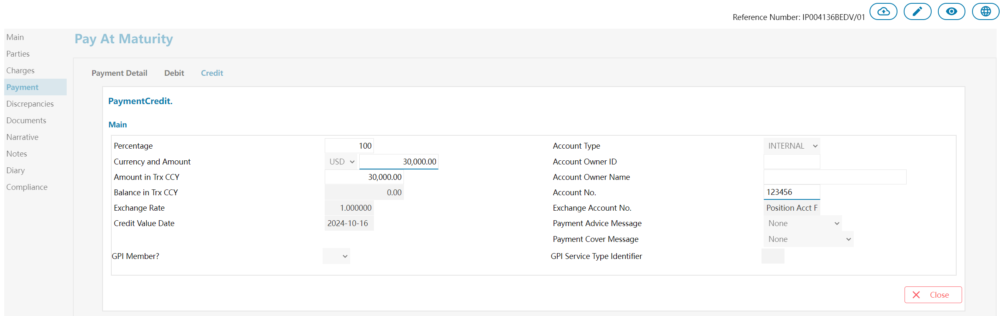 Reference Number: IP004136BEDV/01
Main
Parties
Charges
Payment
Discrepancies
Documents
Narrative
Notes
Diary
Compliance
Pay At Maturity
Payment Detail Debit Credit
PaymentCredit.
Main
Percentage 100
Currency and Amount USD 30,000.00
Amount in Trx CCY 30,000.00
Balance in Trx CCY 0.00
Exchange Rate 1.000000
Credit Value Date 2024-10-16
GPI Member?
Account Type INTERNAL
Account Owner ID
Account Owner Name
Account No. 123456
Exchange Account No. Position Acct F
Payment Advice Message None
Payment Cover Message None
GPI Service Type Identifier
Close